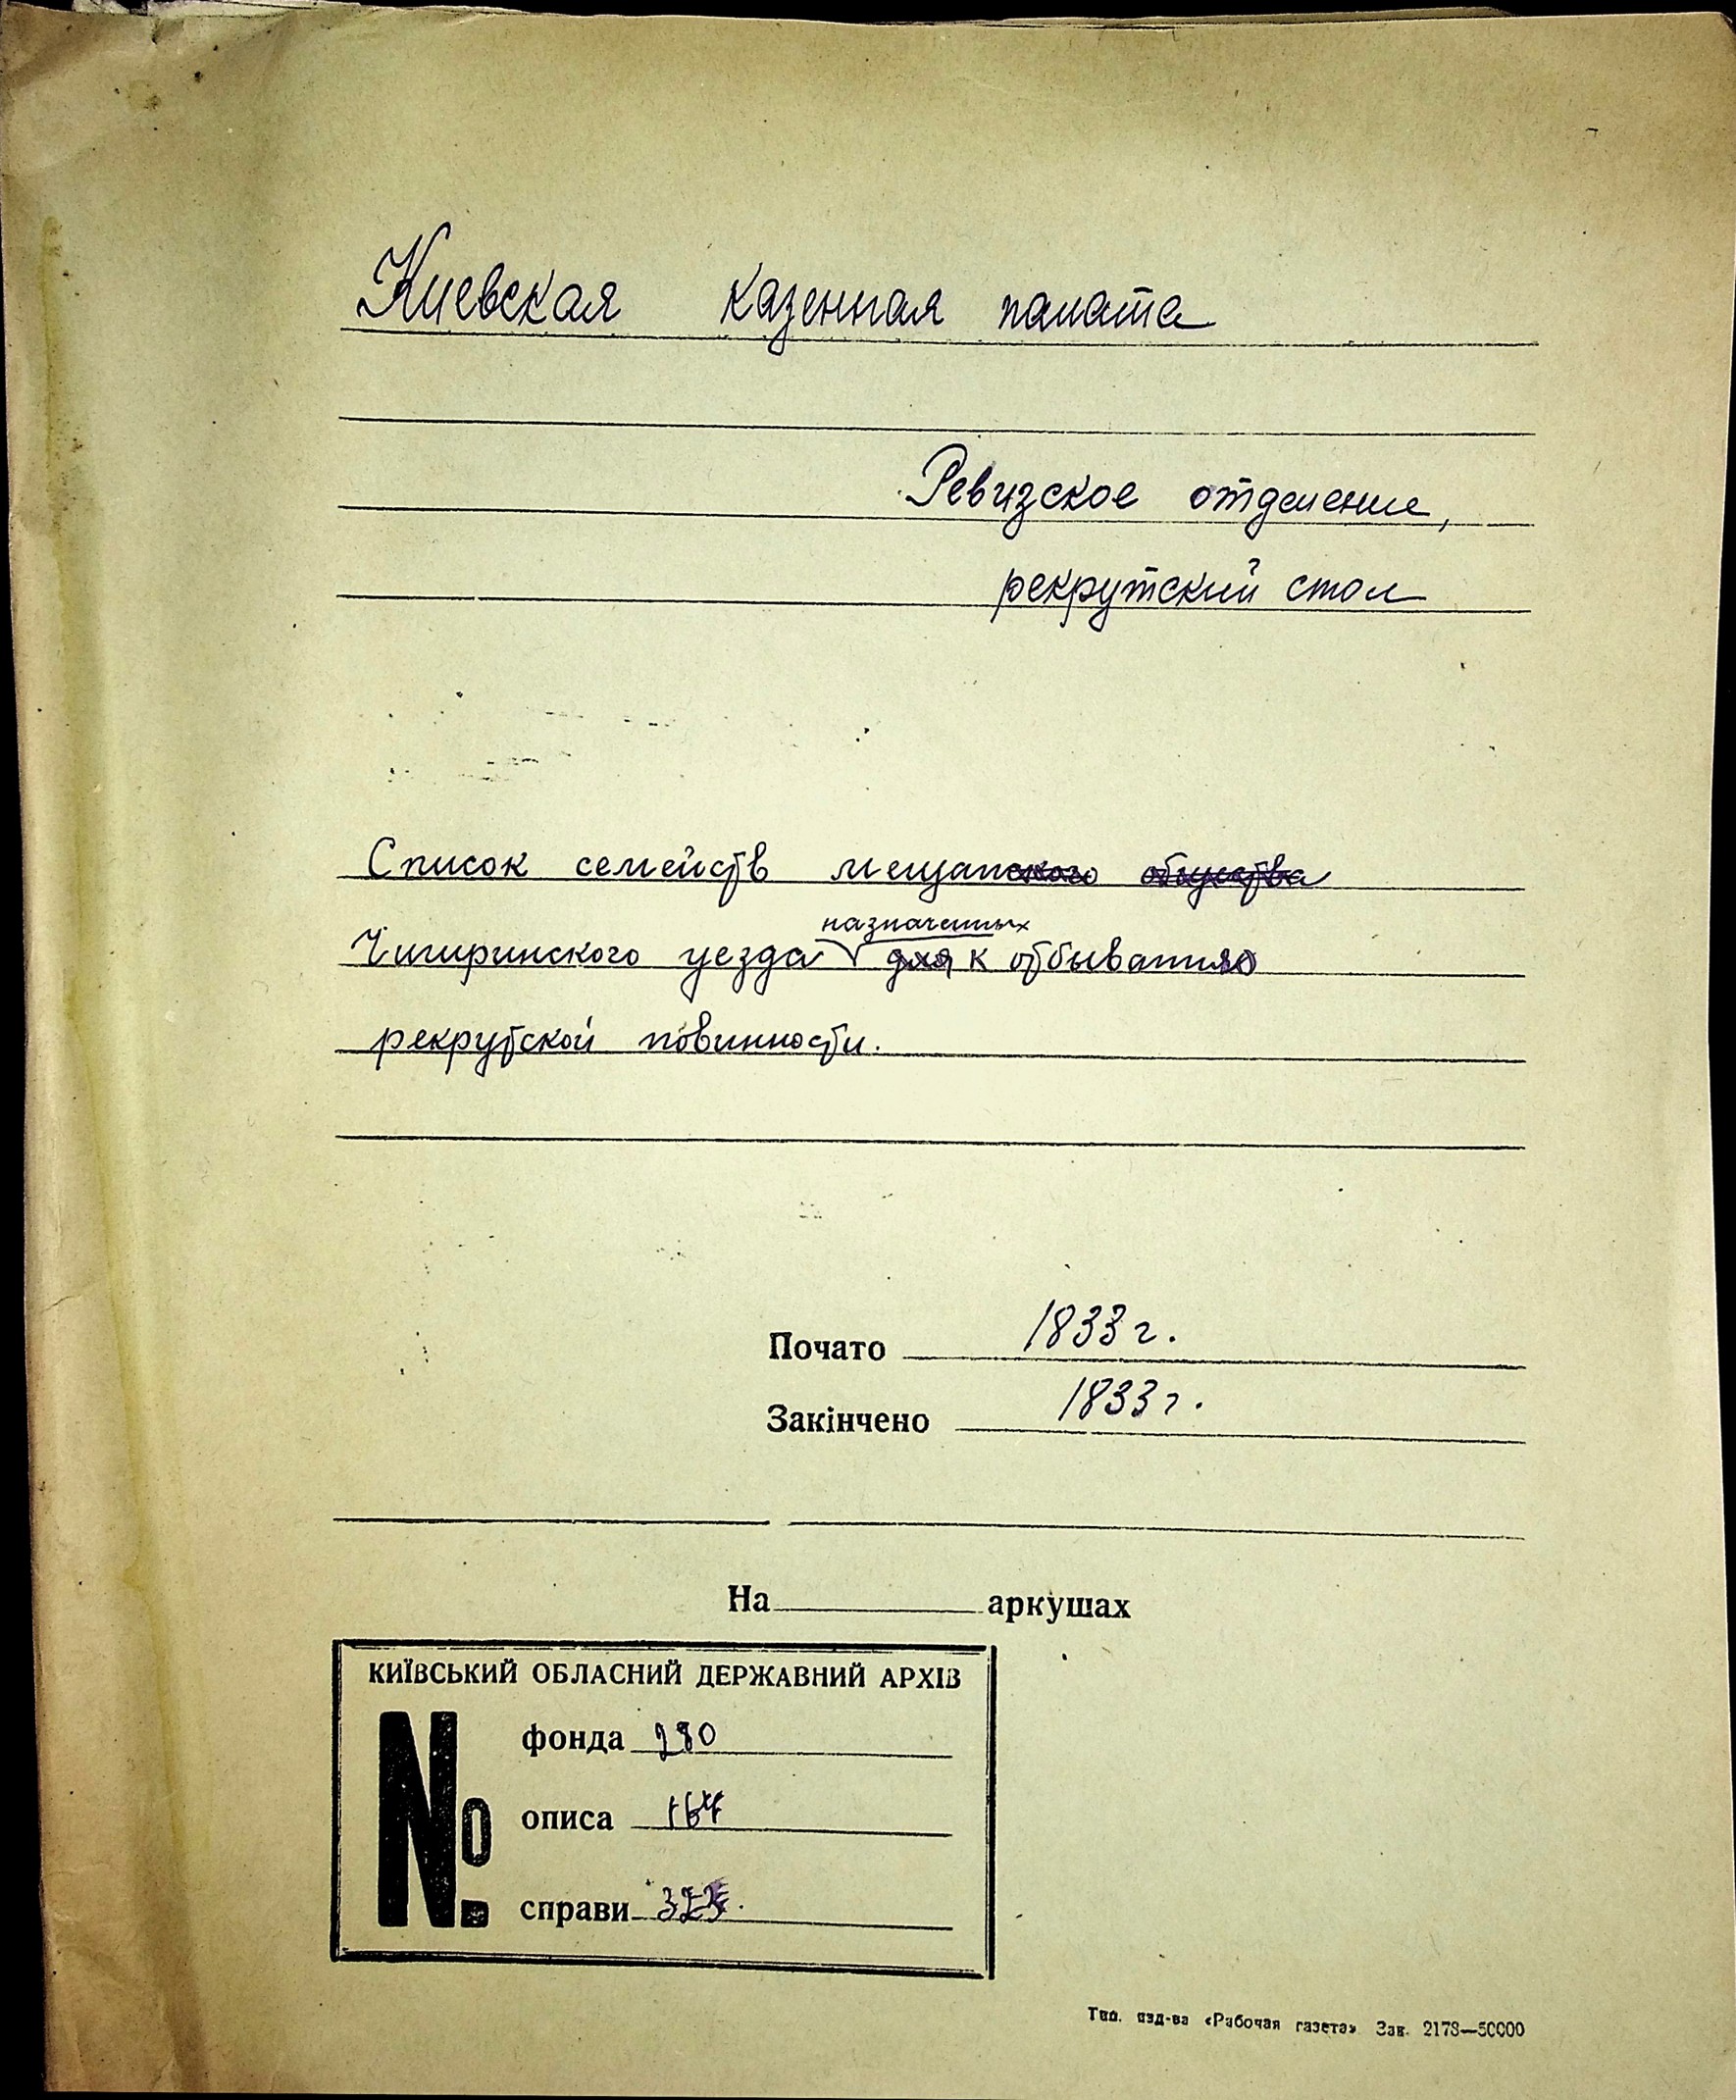 Киевская казенная палата
Ревизское отделение,
рекрутский стол
Список семейств мещанского общества
назначенных
Чигиринского уезда для к отбыванию
рекрутской повинности.
Почато 1833 г.
Закінчено 1833 г.
На аркушах
КИЇВСЬКИЙ ОБЛАСНИЙ ДЕРЖАВНИЙ АРХІВ
№
фонда 280
описа
справи
Тип. изд-ва «Рабочая газета» Зак. 2178—50000